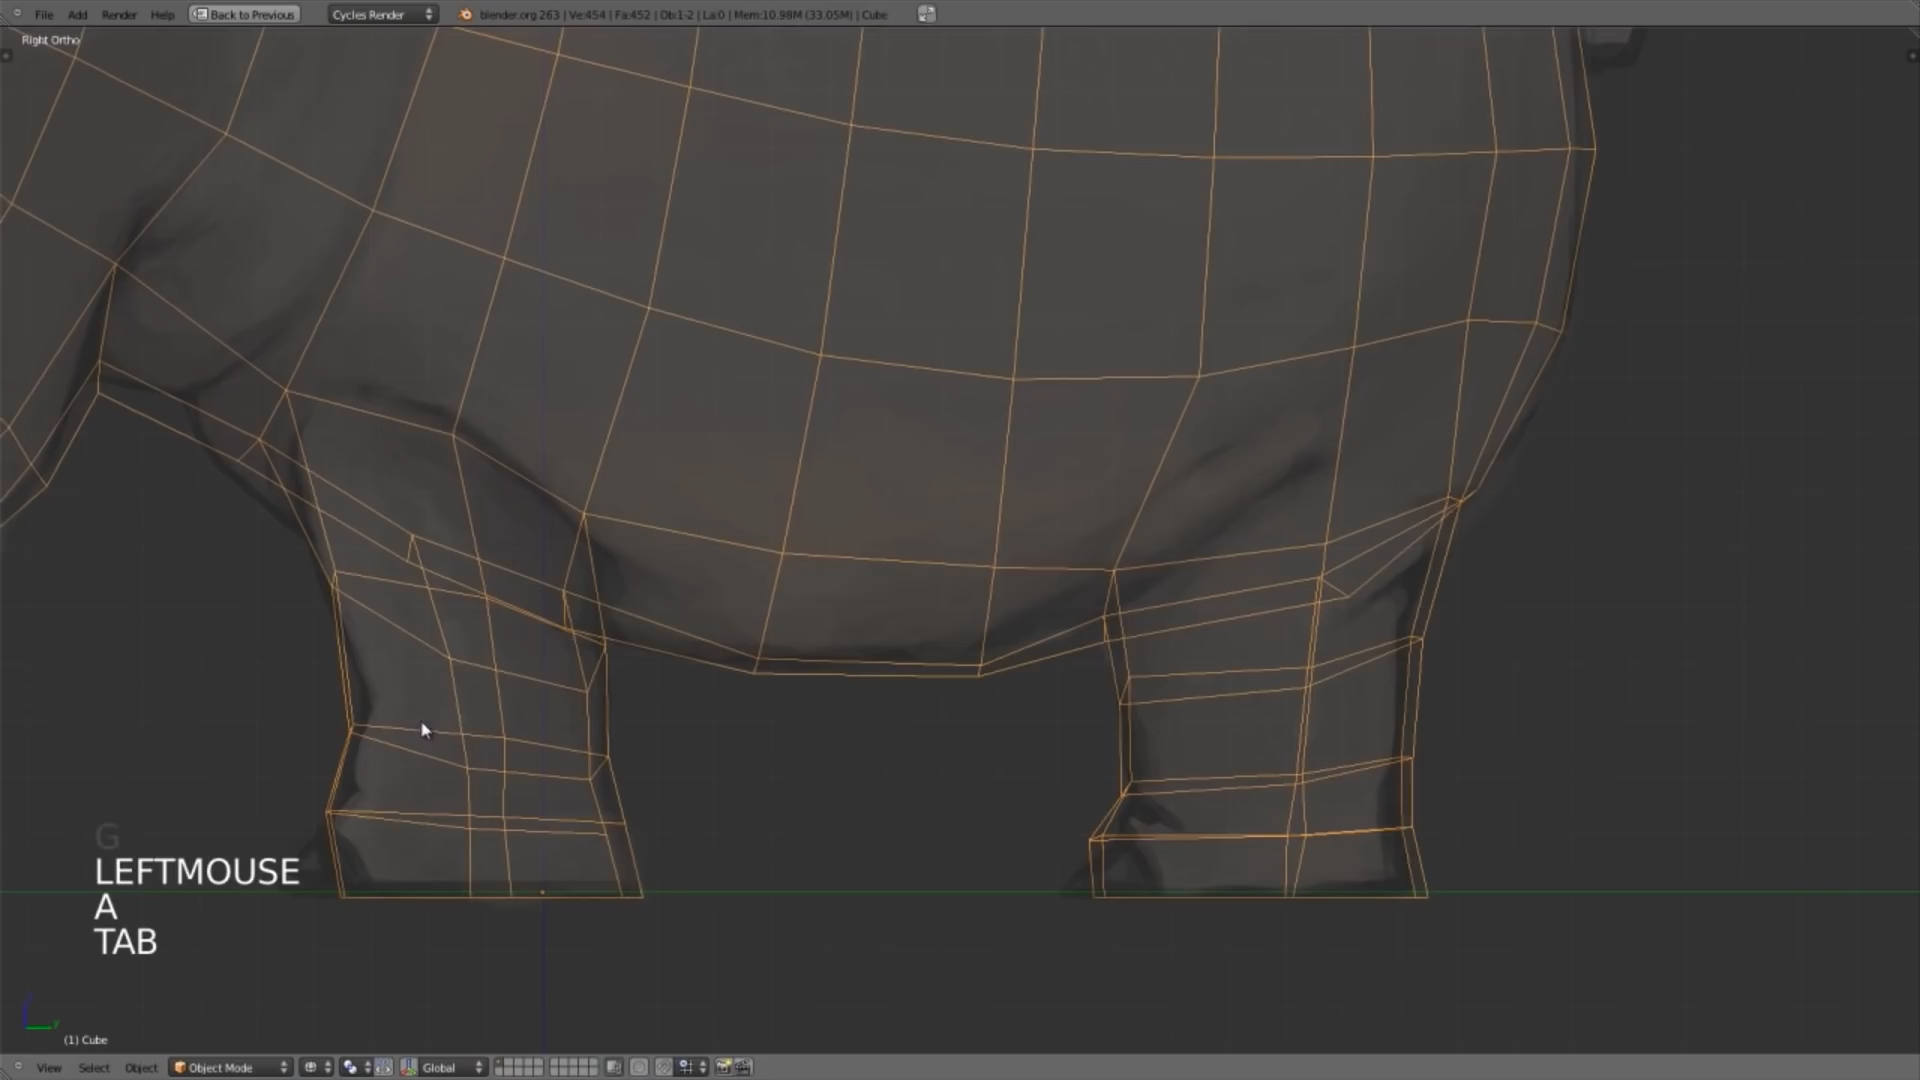 File Add Render Help Back to Previous Cycles Render blender.org 263 | Ve:454 | Fa:452 | Ob:1-2 | La:0 | Mem:10.98M (33.05M) | Cube
Right Ortho
G
LEFTMOUSE
A
TAB
(1) Cube
View Select Object Object Mode Global